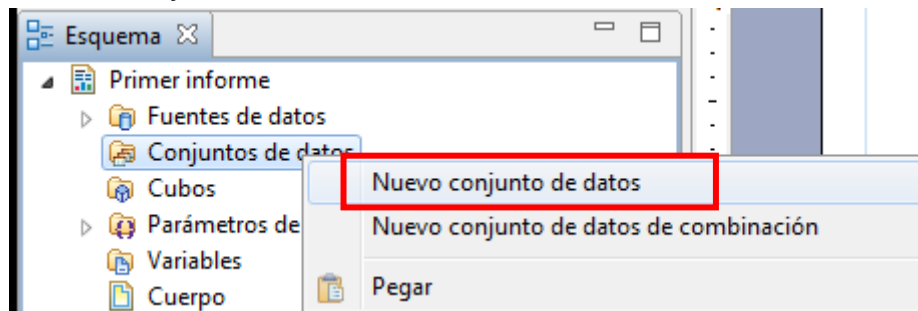 Esquema
Primer informe
Fuentes de datos
Conjuntos de datos
Cubos
Parámetros de
Variables
Cuerpo
Nuevo conjunto de datos
Nuevo conjunto de datos de combinación
Pegar